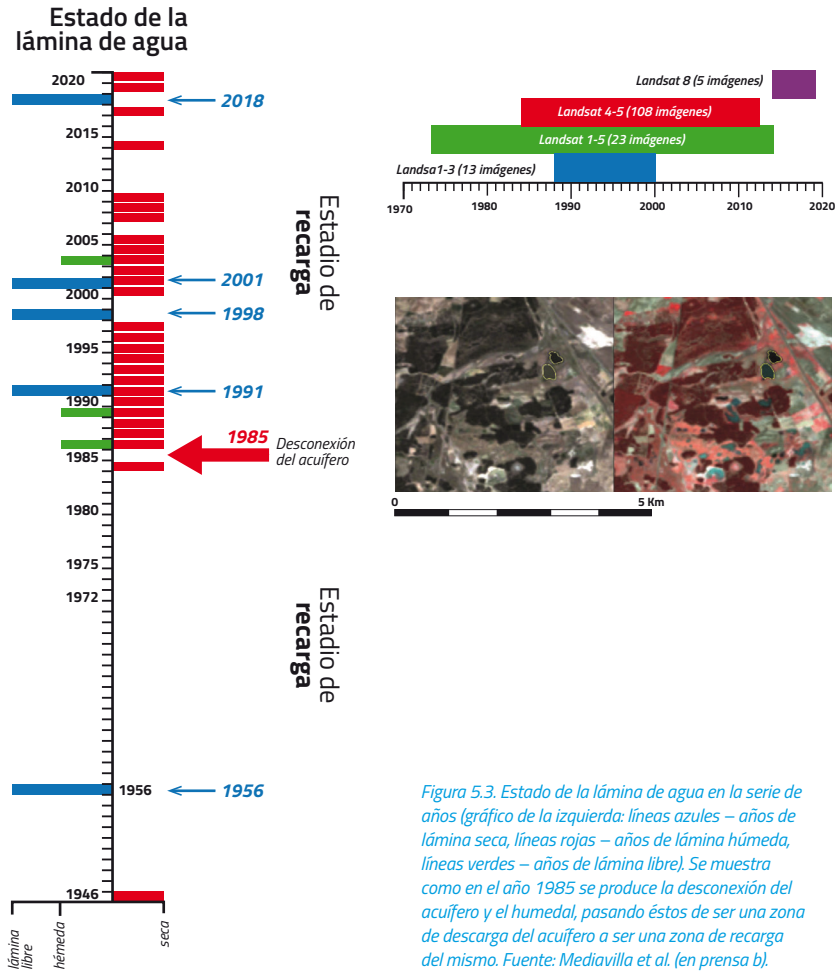 Estado de la
lámina de agua
2020
2018
2015
2010
2005
2001
2000
1998
1995
1991
1990
1985
Desconexión
del acuífero
1985
1980
1975
1972
1956
1956
1946
lámina
libre
hémeda
seca
Estadio de
recarga
Estadio de
recarga
Landsat 8 (5 imágenes)
Landsat 4-5 (108 imágenes)
Landsat 1-5 (23 imágenes)
Landsa1-3 (13 imágenes)
1970
1980
1990
2000
2010
2020
0
5 Km
Figura 5.3. Estado de la lámina de agua en la serie de
años (gráfico de la izquierda: líneas azules – años de
lámina seca, líneas rojas – años de lámina húmeda,
líneas verdes – años de lámina libre). Se muestra
como en el año 1985 se produce la desconexión del
acuífero y el humedal, pasando éstos de ser una zona
de descarga del acuífero a ser una zona de recarga
del mismo. Fuente: Mediavilla et al. (en prensa b).